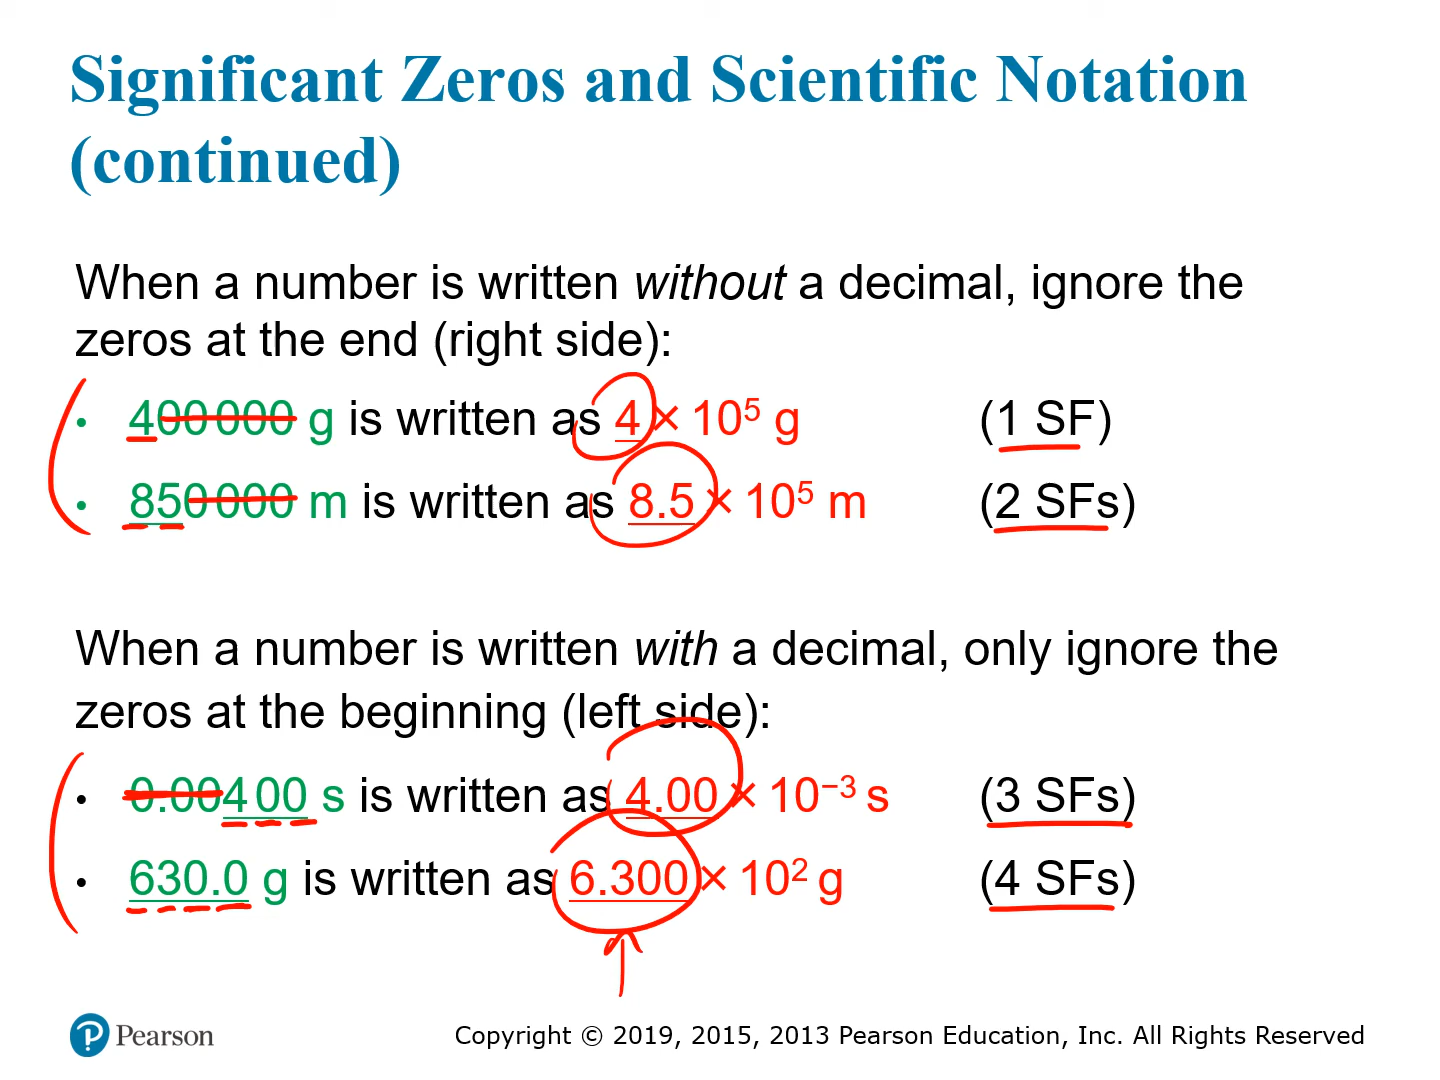 Significant Zeros and Scientific Notation
(continued)
When a number is written without a decimal, ignore the
zeros at the end (right side):
• 400 000 g is written as 4 × 10⁵ g (1 SF)
• 850 000 m is written as 8.5 × 10⁵ m (2 SFs)
When a number is written with a decimal, only ignore the
zeros at the beginning (left side):
• 0.00400 s is written as 4.00 × 10⁻³ s (3 SFs)
• 630.0 g is written as 6.300 × 10² g (4 SFs)
Pearson
Copyright © 2019, 2015, 2013 Pearson Education, Inc. All Rights Reserved